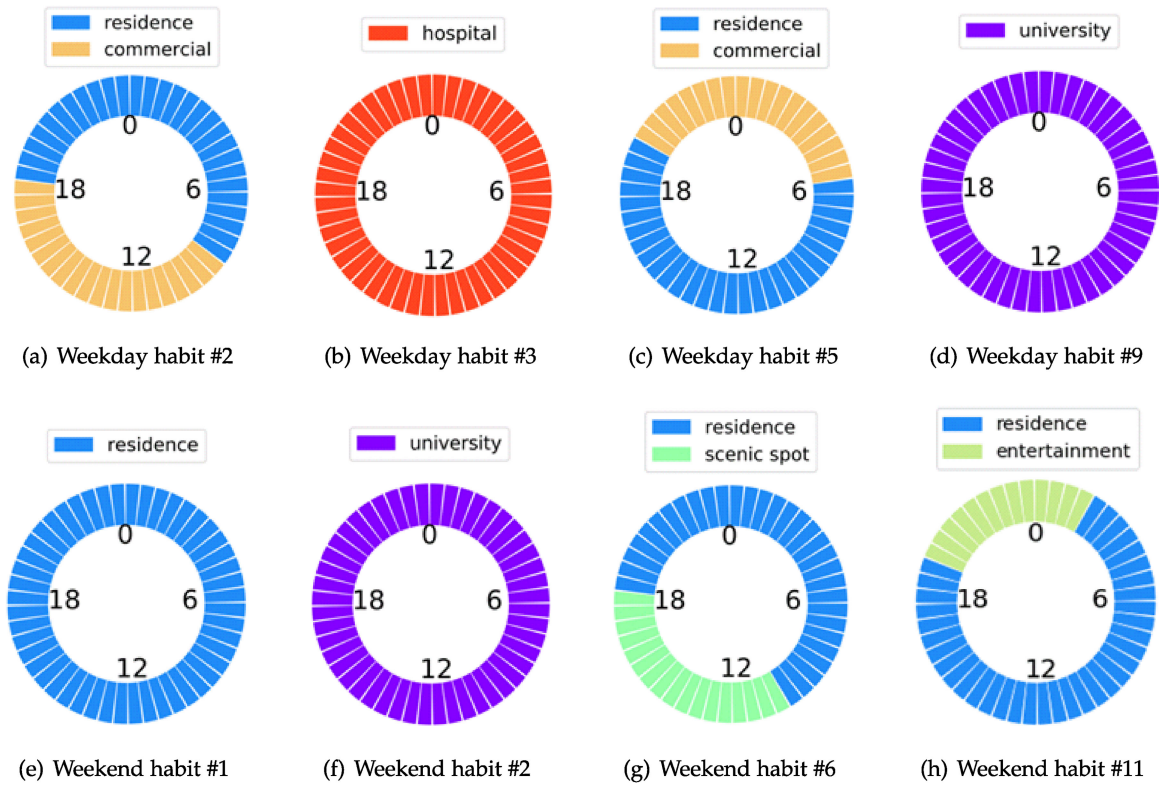 residence
commercial
0
6
12
18
(a) Weekday habit #2
hospital
0
6
12
18
(b) Weekday habit #3
residence
commercial
0
6
12
18
(c) Weekday habit #5
university
0
6
12
18
(d) Weekday habit #9
residence
0
6
12
18
(e) Weekend habit #1
university
0
6
12
18
(f) Weekend habit #2
residence
scenic spot
0
6
12
18
(g) Weekend habit #6
residence
entertainment
0
6
12
18
(h) Weekend habit #11